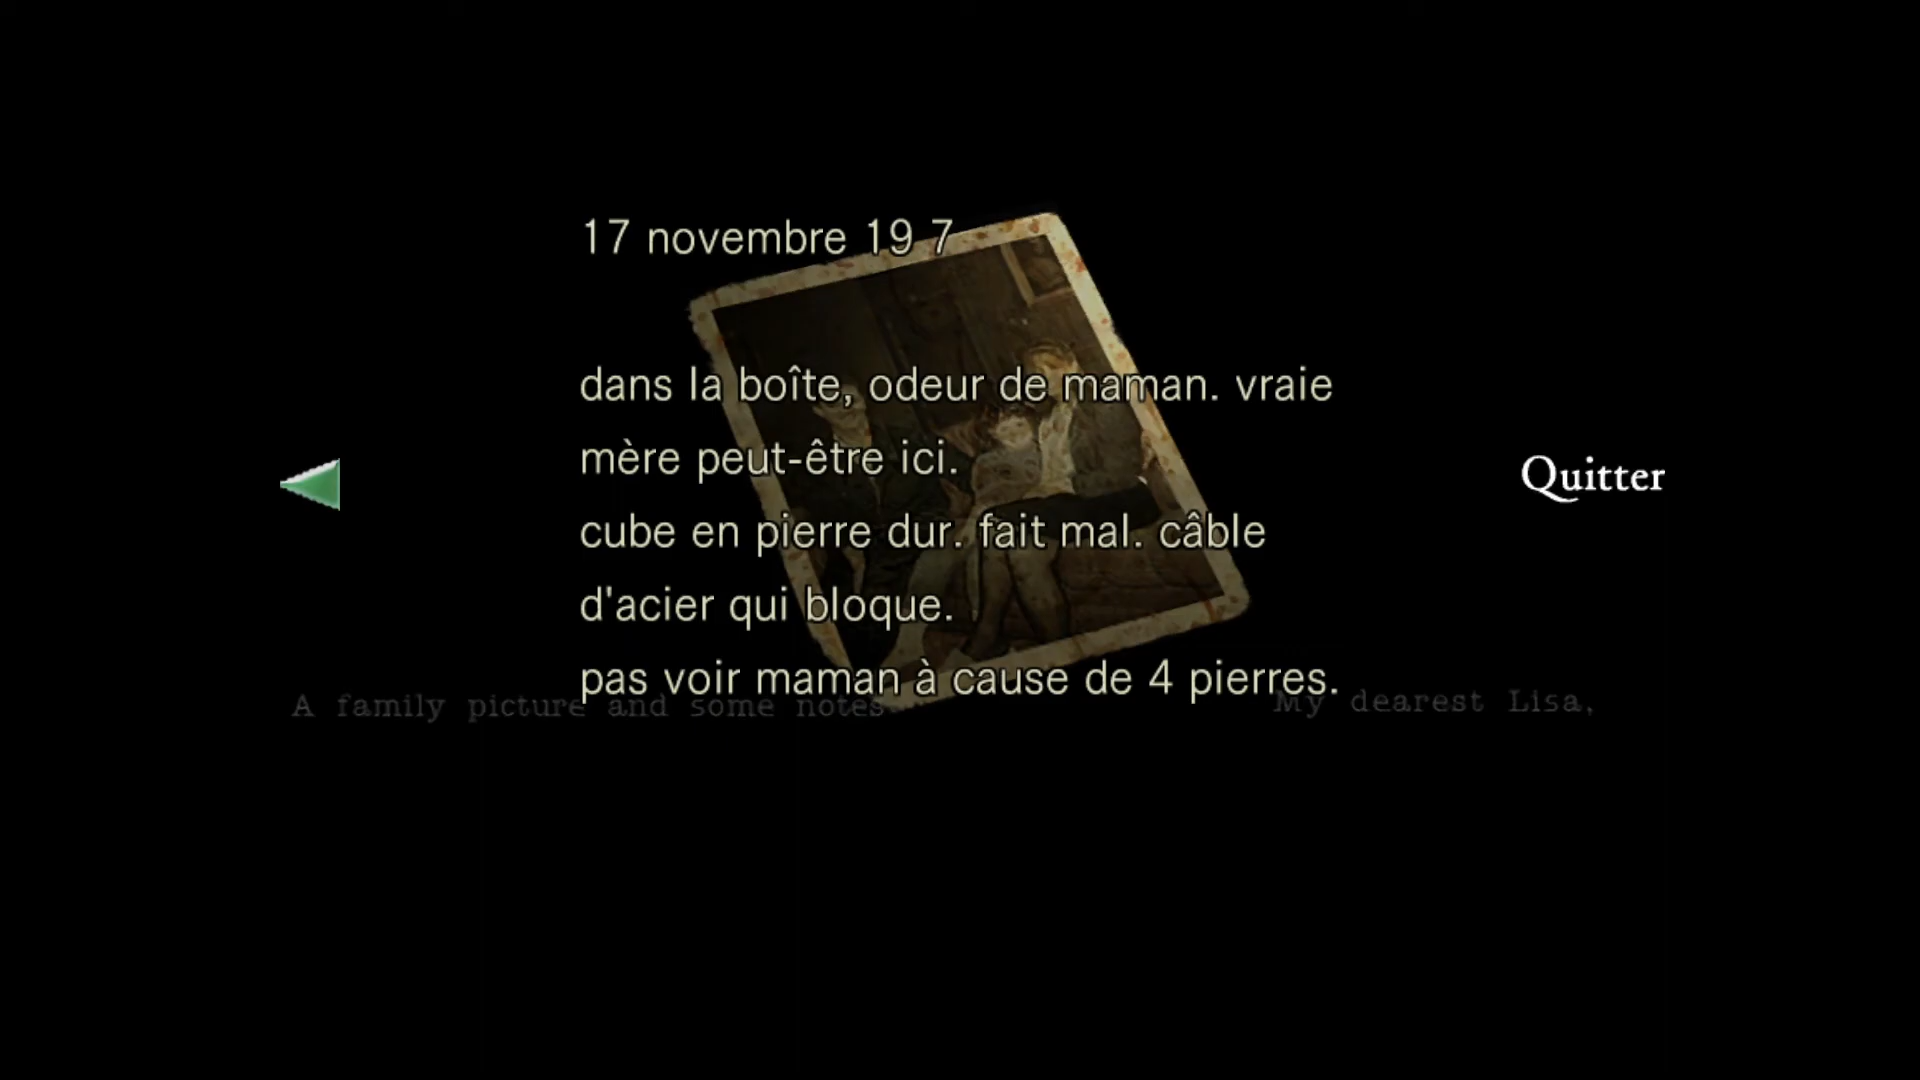 17 novembre 19 7
dans la boîte, odeur de maman. vraie
mère peut-être ici.
cube en pierre dur. fait mal. câble
d'acier qui bloque.
pas voir maman à cause de 4 pierres.
Quitter
A family picture and some notes
My dearest Lisa,